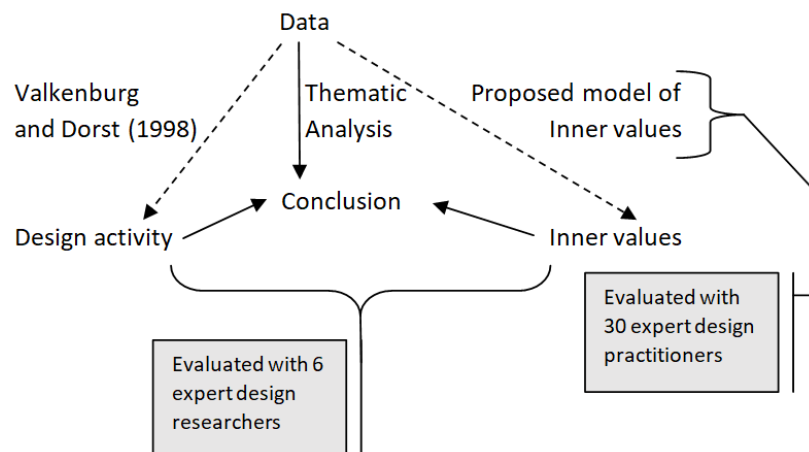 Data
Valkenburg
and Dorst (1998)
Thematic
Analysis
Proposed model of
Inner values
Conclusion
Design activity
Inner values
Evaluated with
30 expert design
practitioners
Evaluated with 6
expert design
researchers